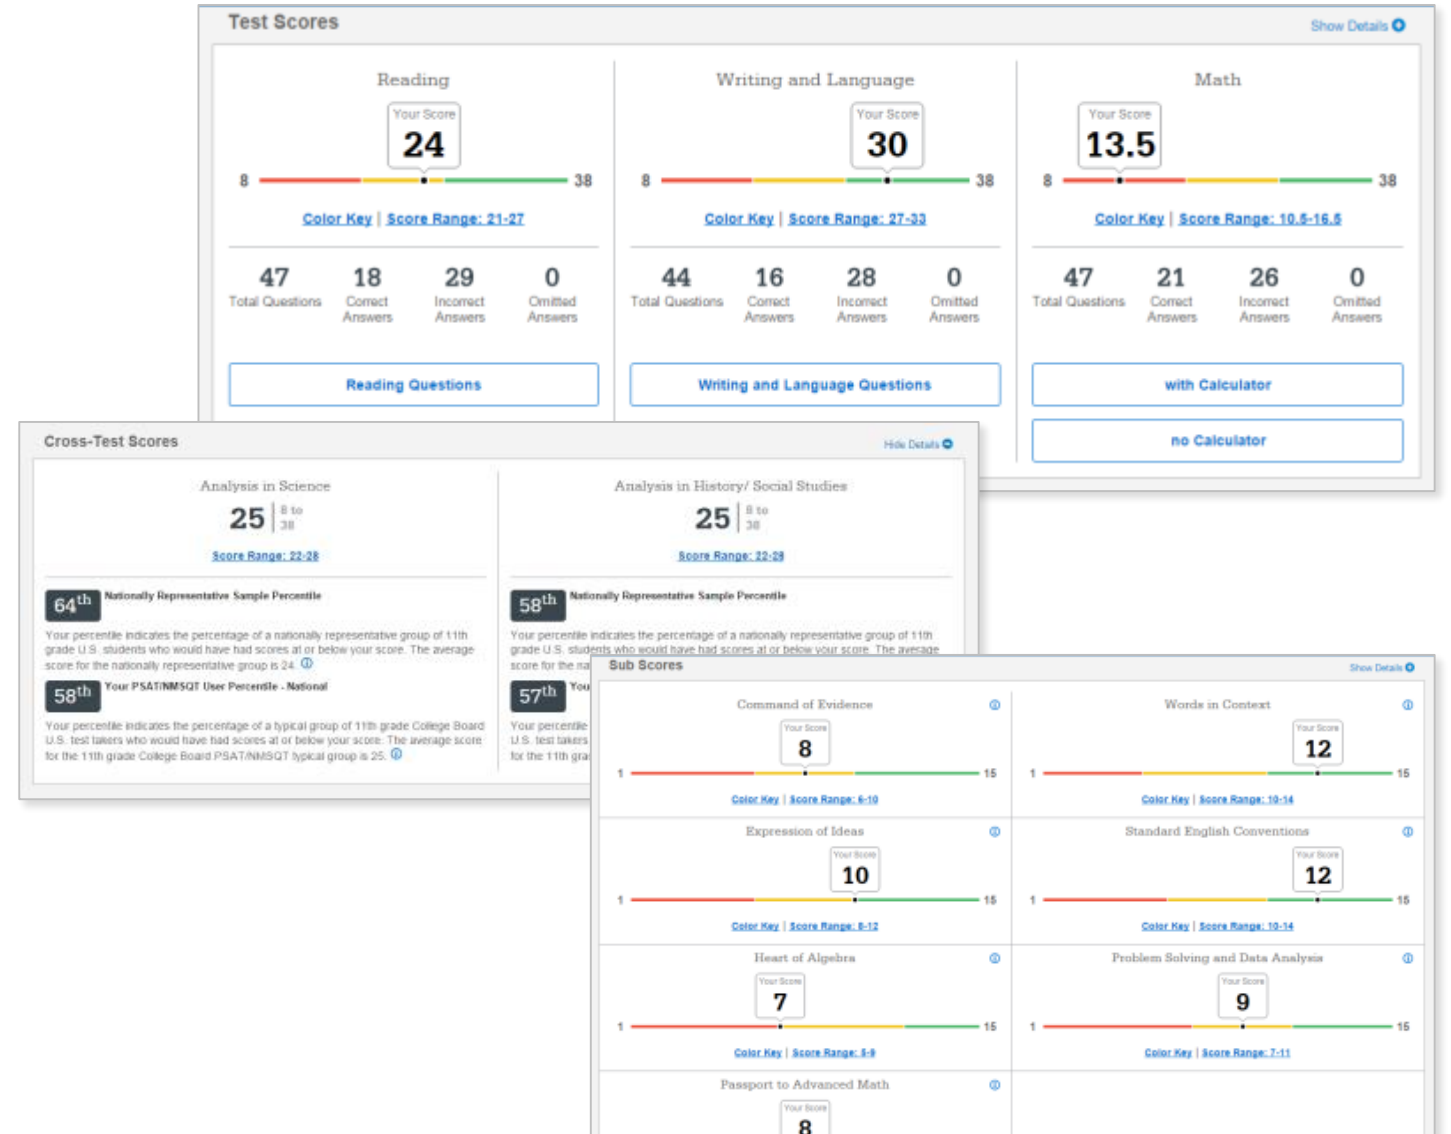 Test Scores
Show Details
Reading
Your Score
24
8
38
Color Key | Score Range: 21-27
47
18
29
0
Total Questions
Correct Answers
Incorrect Answers
Omitted Answers
Reading Questions
Writing and Language
Your Score
30
8
38
Color Key | Score Range: 27-33
44
16
28
0
Total Questions
Correct Answers
Incorrect Answers
Omitted Answers
Writing and Language Questions
Math
Your Score
13.5
8
38
Color Key | Score Range: 10.5-16.5
47
21
26
0
Total Questions
Correct Answers
Incorrect Answers
Omitted Answers
with Calculator
no Calculator
Cross-Test Scores
Hide Details
Analysis in Science
25 | 8 to 38
Score Range: 22-28
64th Nationally Representative Sample Percentile
Your percentile indicates the percentage of a nationally representative group of 11th
grade U.S. students who would have had scores at or below your score. The average
score for the nationally representative group is 24.
58th Your PSAT/NMSQT User Percentile - National
Your percentile indicates the percentage of a typical group of 11th grade College Board
U.S. test takers who would have had scores at or below your score. The average score
for the 11th grade College Board PSAT/NMSQT typical group is 25.
Analysis in History/ Social Studies
25 | 8 to 38
Score Range: 22-28
58th Nationally Representative Sample Percentile
Your percentile indicates the percentage of a nationally representative group of 11th
grade U.S. students who would have had scores at or below your score. The average
score for the na
57th You
Your percentile
U.S. test takers
for the 11th gra
Sub Scores
Show Details
Command of Evidence
Your Score
8
1
15
Color Key | Score Range: 6-10
Words in Context
Your Score
12
1
15
Color Key | Score Range: 10-14
Expression of Ideas
Your Score
10
1
15
Color Key | Score Range: 8-12
Standard English Conventions
Your Score
12
1
15
Color Key | Score Range: 10-14
Heart of Algebra
Your Score
7
1
15
Color Key | Score Range: 5-9
Problem Solving and Data Analysis
Your Score
9
1
15
Color Key | Score Range: 7-11
Passport to Advanced Math
Your Score
8